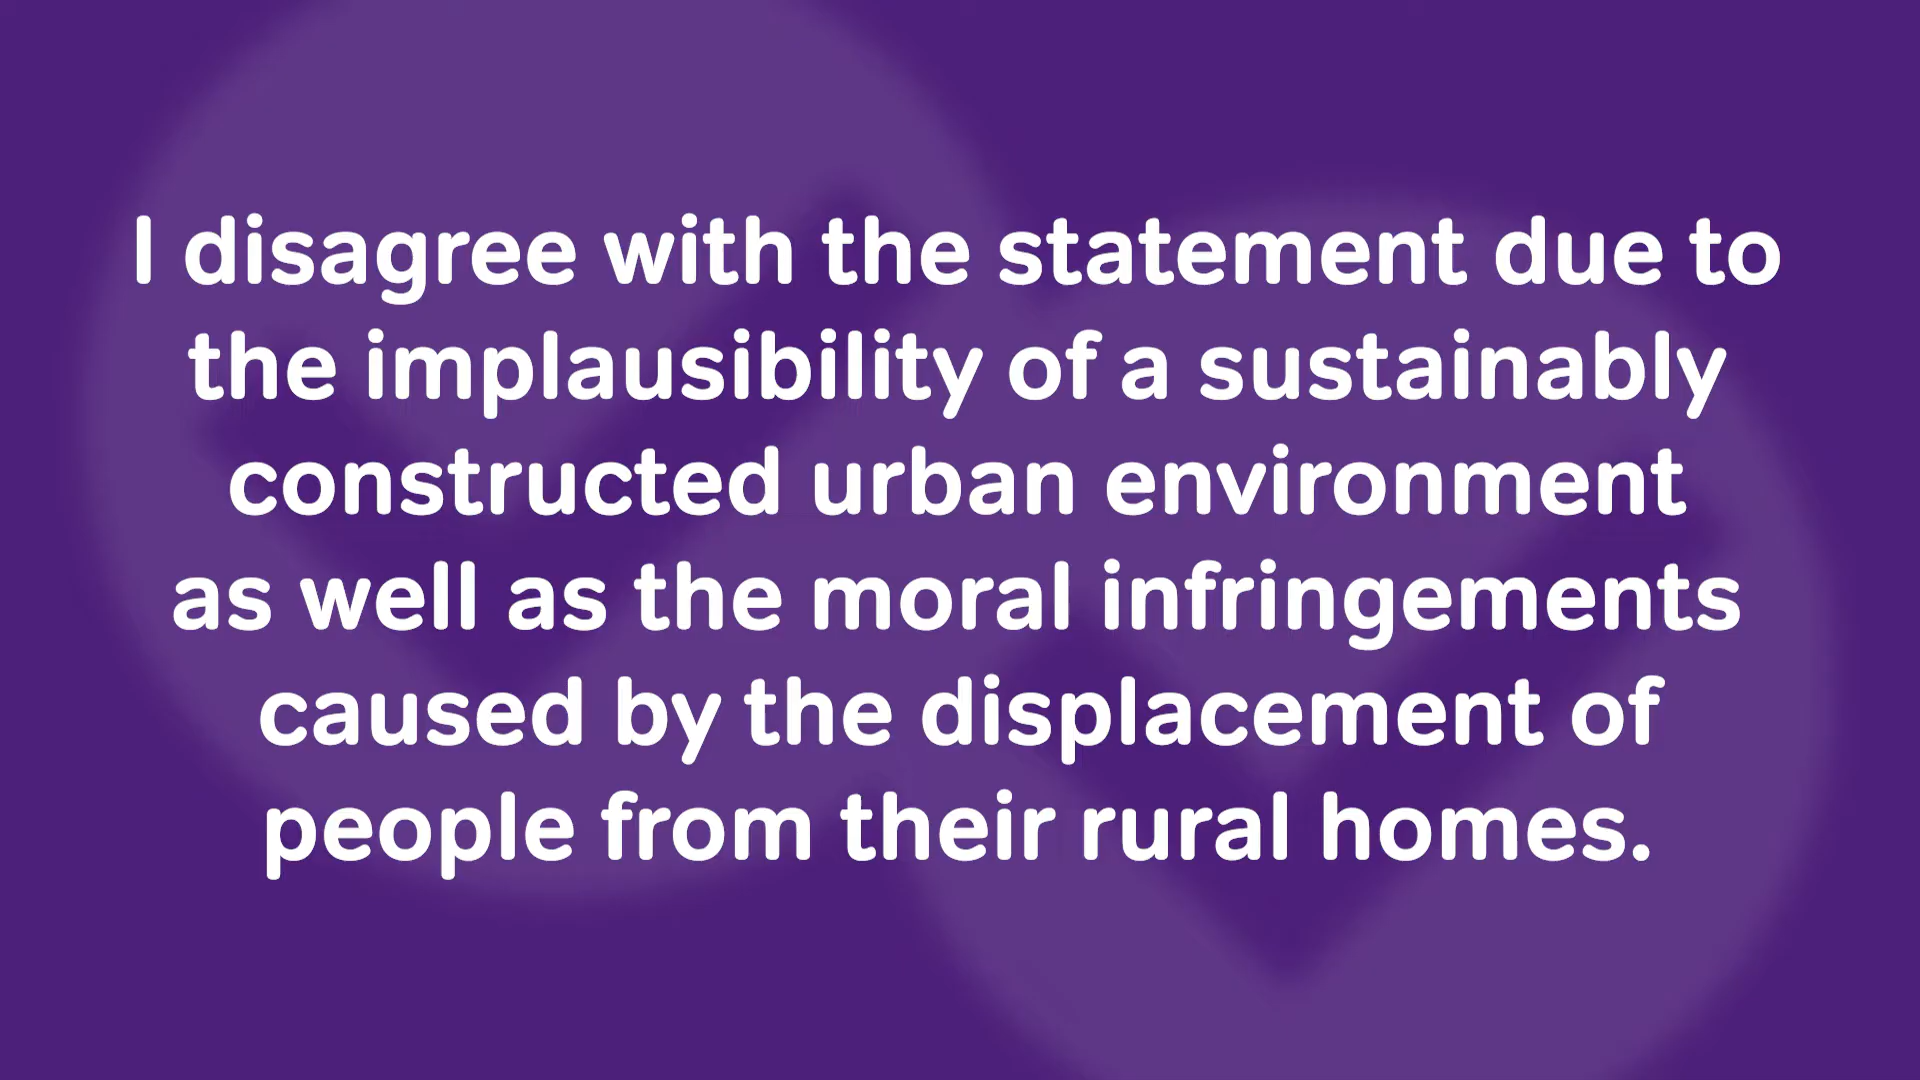 I disagree with the statement due to
the implausibility of a sustainably
constructed urban environment
as well as the moral infringements
caused by the displacement of
people from their rural homes.